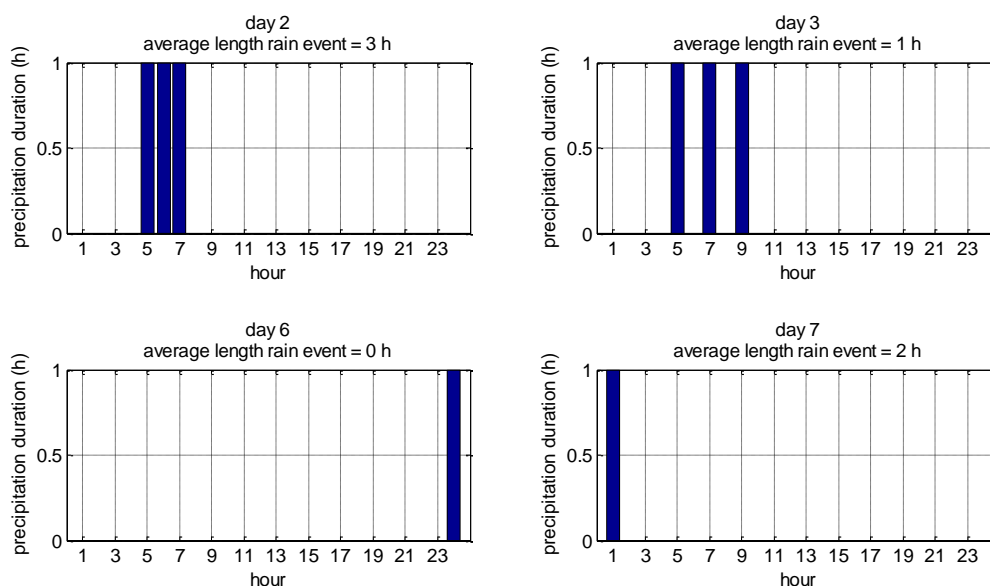 day 2
average length rain event = 3 h
precipitation duration (h)
1
0.5
0
1 3 5 7 9 11 13 15 17 19 21 23
hour
day 3
average length rain event = 1 h
precipitation duration (h)
1
0.5
0
1 3 5 7 9 11 13 15 17 19 21 23
hour
day 6
average length rain event = 0 h
precipitation duration (h)
1
0.5
0
1 3 5 7 9 11 13 15 17 19 21 23
hour
day 7
average length rain event = 2 h
precipitation duration (h)
1
0.5
0
1 3 5 7 9 11 13 15 17 19 21 23
hour